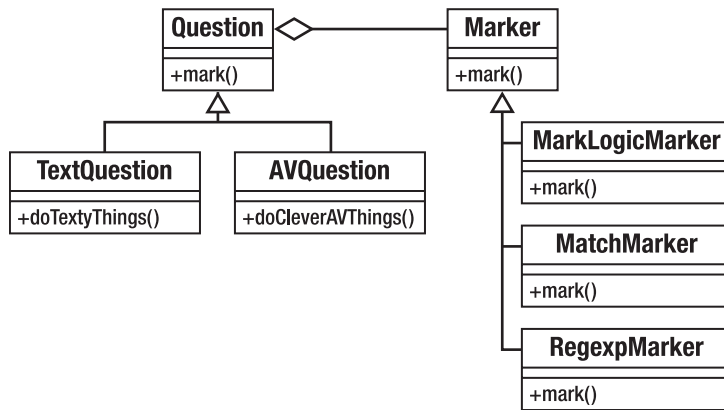 Question
+mark()
Marker
+mark()
TextQuestion
+doTextyThings()
AVQuestion
+doCleverAVThings()
MarkLogicMarker
+mark()
MatchMarker
+mark()
RegexpMarker
+mark()